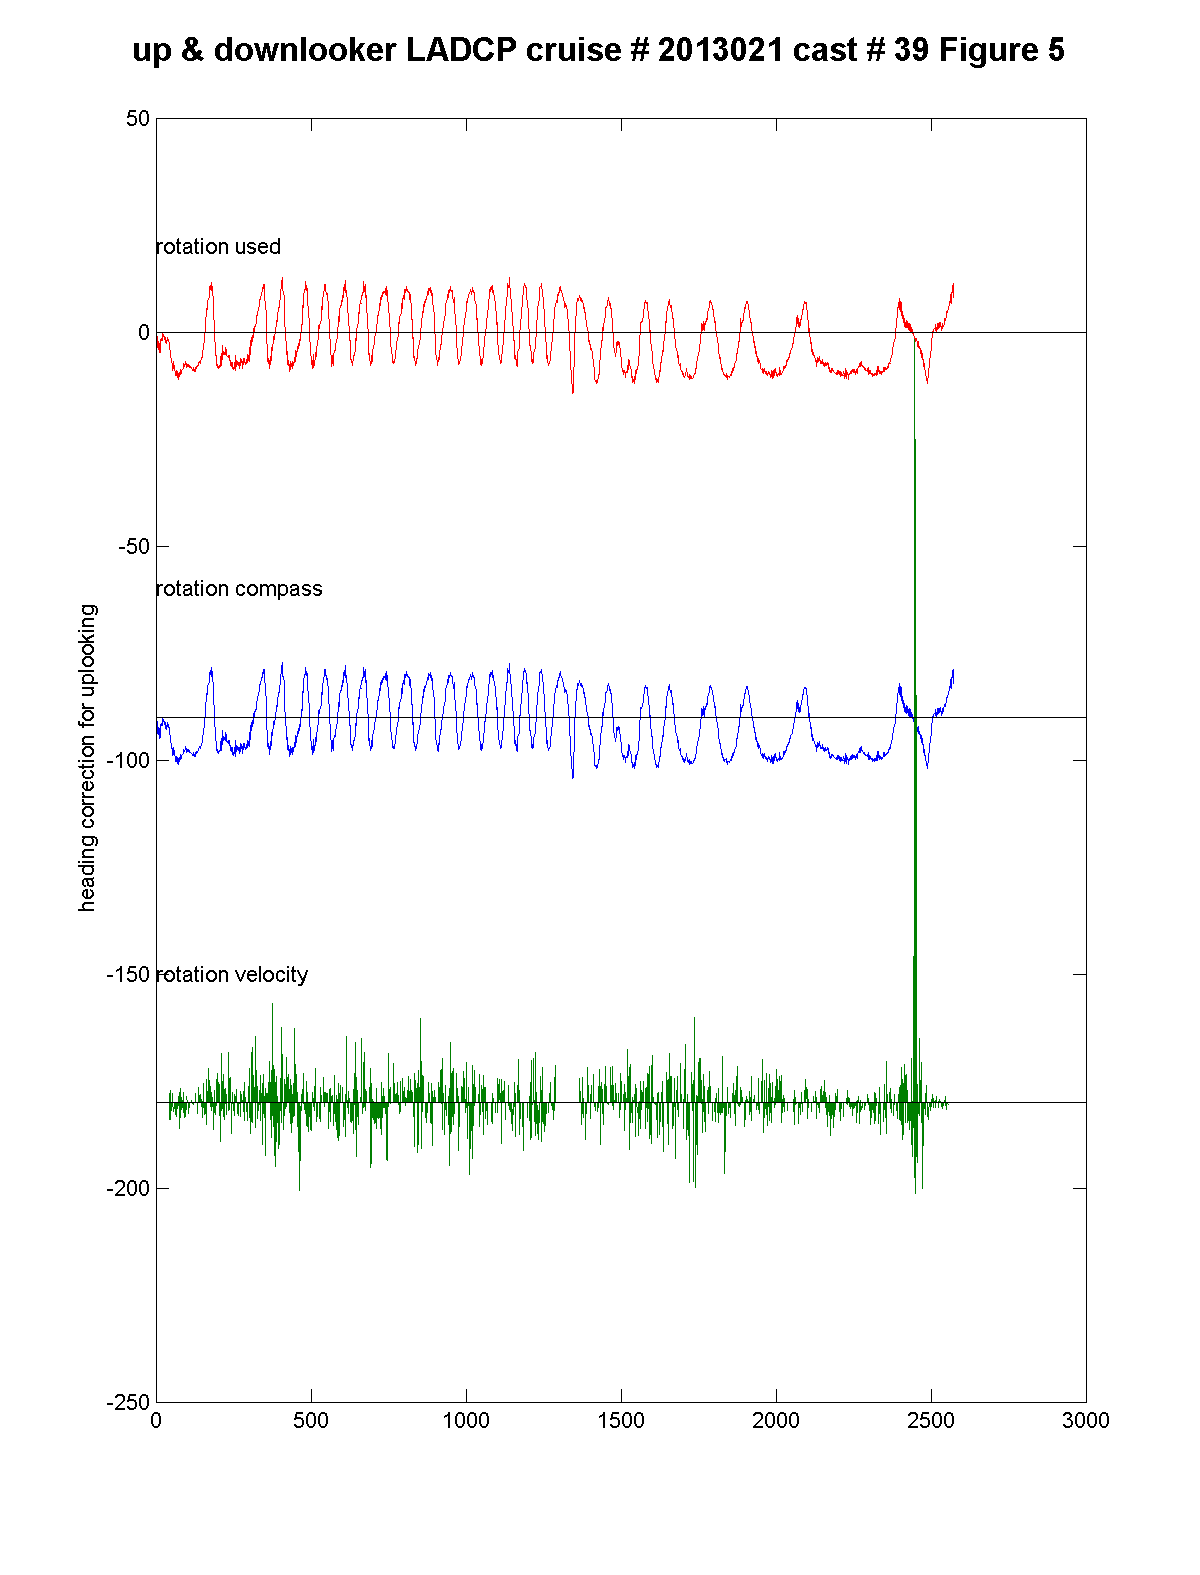 up & downlooker LADCP cruise # 2013021 cast # 39 Figure 5
50
rotation used
0
-50
rotation compass
heading correction for uplooking
-100
-150
rotation velocity
-200
-250
0 500 1000 1500 2000 2500 3000